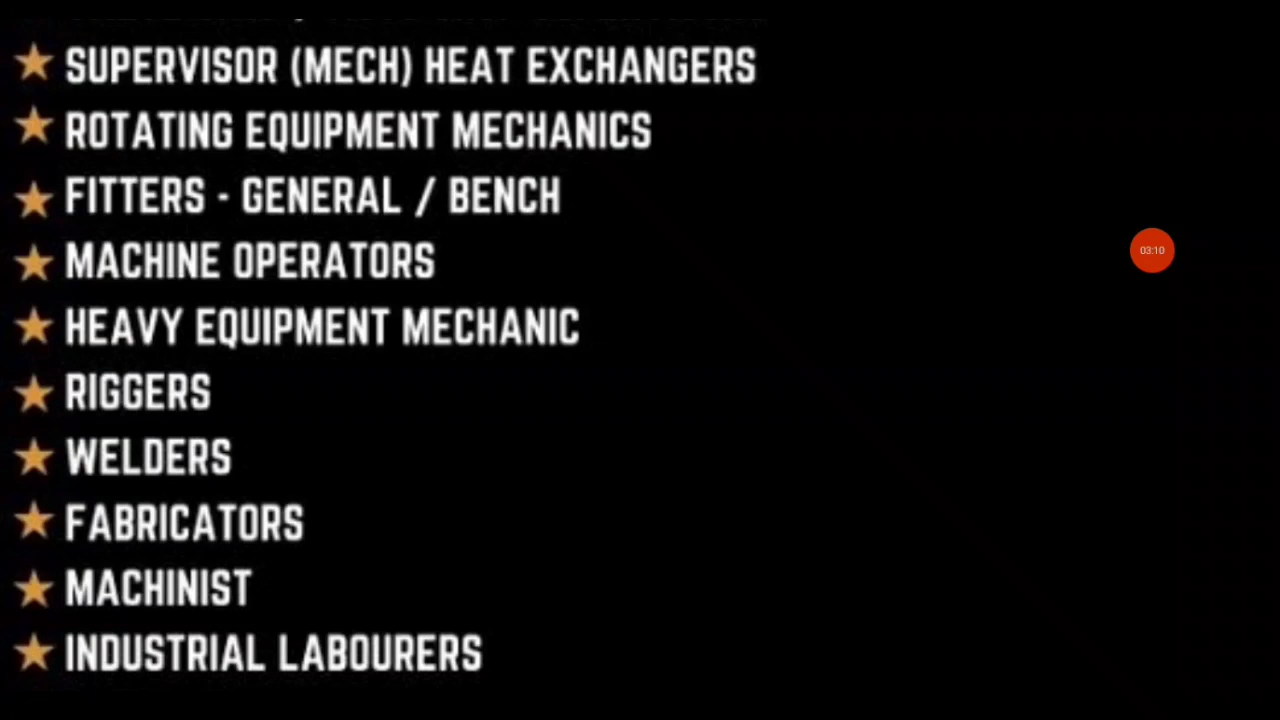 SUPERVISOR (MECH) HEAT EXCHANGERS
ROTATING EQUIPMENT MECHANICS
FITTERS - GENERAL / BENCH
MACHINE OPERATORS
HEAVY EQUIPMENT MECHANIC
RIGGERS
WELDERS
FABRICATORS
MACHINIST
INDUSTRIAL LABOURERS
03:10